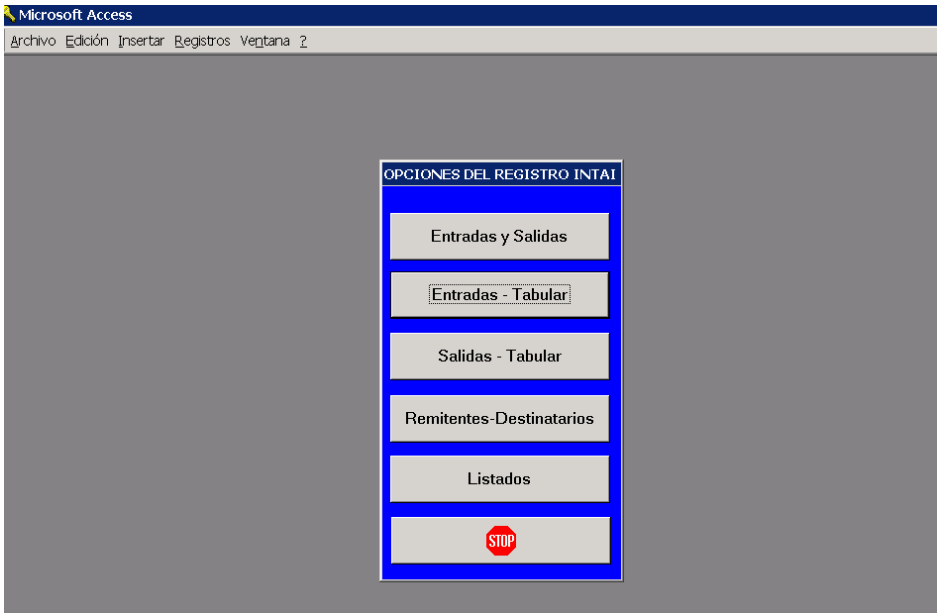 Microsoft Access
Archivo Edición Insertar Registros Ventana ?
OPCIONES DEL REGISTRO INTAI
Entradas y Salidas
Entradas - Tabular
Salidas - Tabular
Remitentes-Destinatarios
Listados
STOP